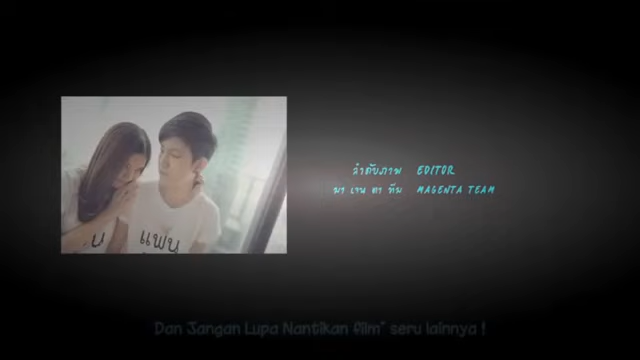 ลำดับภาพ EDITOR
มา เจน ตา ทีม MAGENTA TEAM
แฟน
Dan Jangan Lupa Nantikan film" seru lainnya !